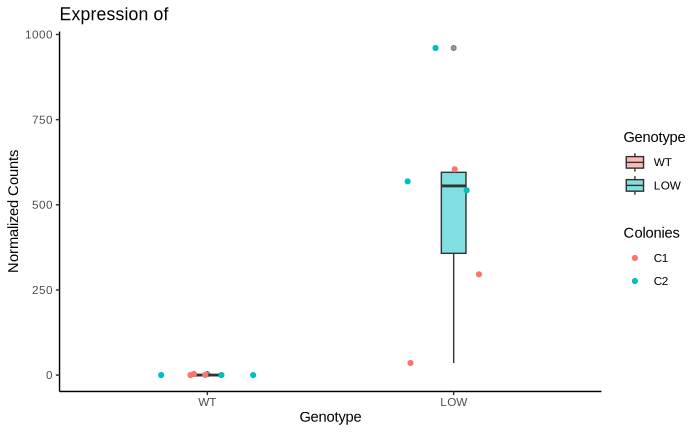 Expression of
Normalized Counts
1000
750
500
250
0
WT
LOW
Genotype
Genotype
WT
LOW
Colonies
C1
C2